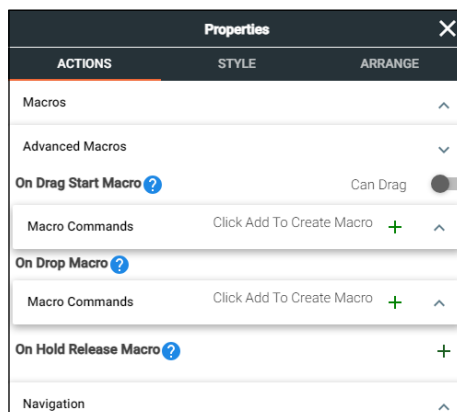 Properties
ACTIONS STYLE ARRANGE
Macros
Advanced Macros
On Drag Start Macro ? Can Drag
Macro Commands Click Add To Create Macro +
On Drop Macro ?
Macro Commands Click Add To Create Macro +
On Hold Release Macro ? +
Navigation